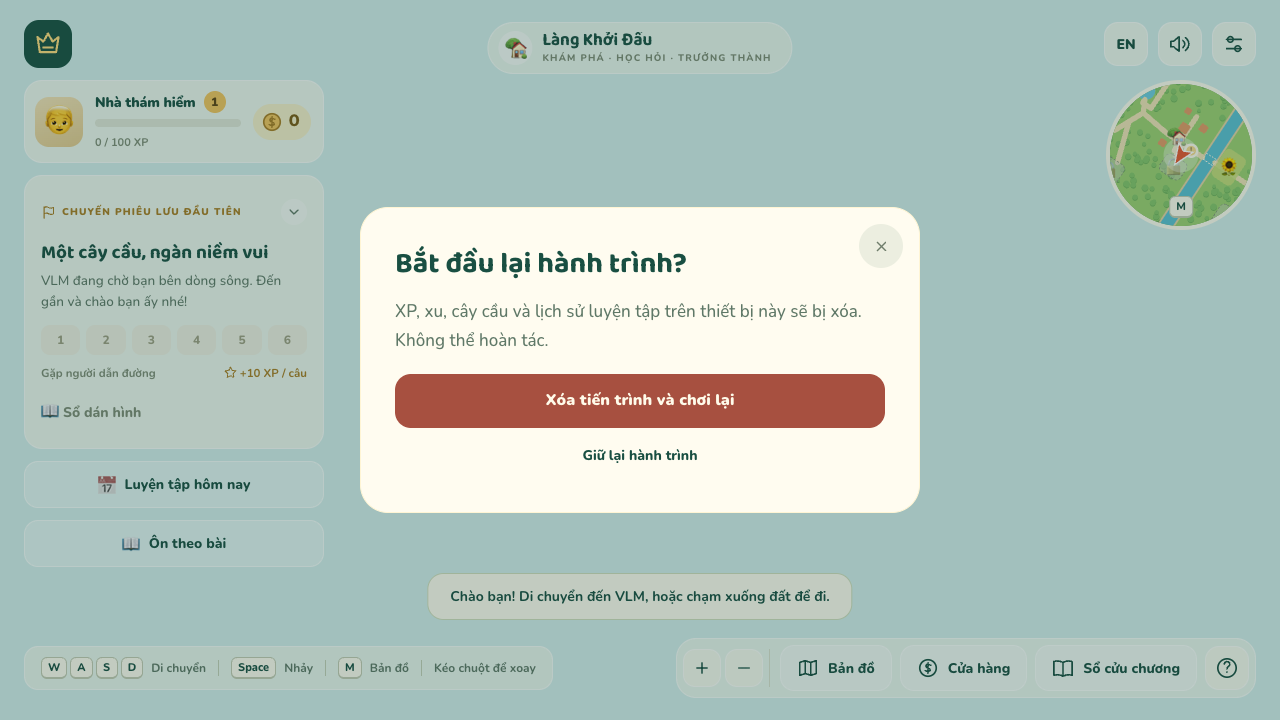 Làng Khởi Đầu
KHÁM PHÁ · HỌC HỎI · TRƯỞNG THÀNH
EN
Nhà thám hiểm 1
0
0 / 100 XP
M
CHUYẾN PHIÊU LƯU ĐẦU TIÊN
Một cây cầu, ngàn niềm vui
VLM đang chờ bạn bên dòng sông. Đến
gần và chào bạn ấy nhé!
1 2 3 4 5 6
Gặp người dẫn đường
+10 XP / câu
Sổ dán hình
Luyện tập hôm nay
Ôn theo bài
Bắt đầu lại hành trình?
XP, xu, cây cầu và lịch sử luyện tập trên thiết bị này sẽ bị xóa.
Không thể hoàn tác.
Xóa tiến trình và chơi lại
Giữ lại hành trình
Chào bạn! Di chuyển đến VLM, hoặc chạm xuống đất để đi.
W A S D Di chuyển Space Nhảy M Bản đồ Kéo chuột để xoay
+ − Bản đồ Cửa hàng Sổ cửu chương ?